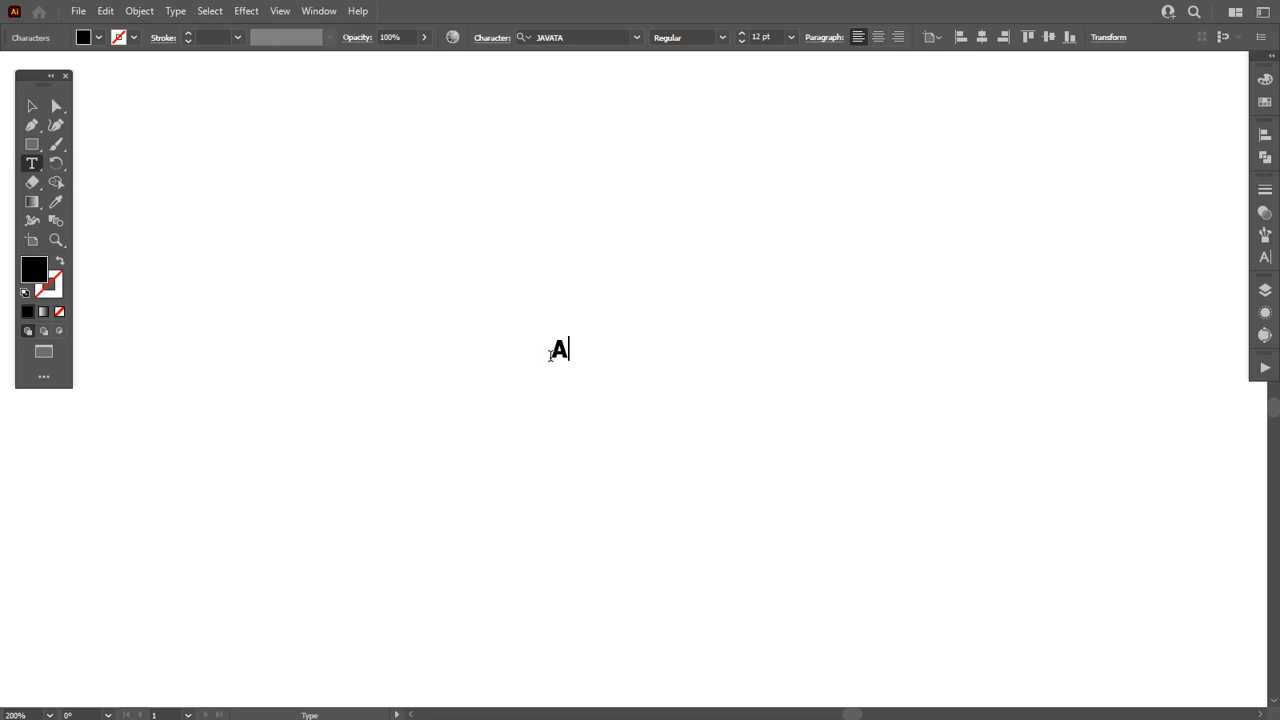 Ai File Edit Object Type Select Effect View Window Help
Characters Stroke: Opacity: 100% Character: JAVATA Regular 12 pt Paragraph: Transform
T
A
A
200% 0° 1 Type